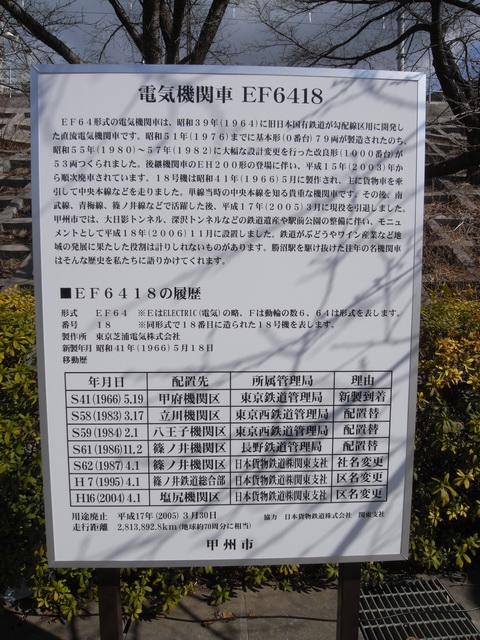 電気機関車 EF6418
EF64形式の電気機関車は、昭和39年(1964)に旧日本国有鉄道が勾配線区用に開発し
た直流電気機関車です。昭和51年(1976)までに基本形(0番台)79両が製造されたのち、
昭和55年(1980)～57年(1982)に大幅な設計変更を行った改良形(1000番台)が
53両つくられました。後継機関車のEH200形の登場に伴い、平成15年(2003)年か
ら順次廃車されています。18号機は昭和41年(1966)5月に製作され、主に貨物車を牽
引して中央本線などを走りました。単線当時の中央本線を知る貴重な機関車です。その後、南
武線、青梅線、篠ノ井線などで活躍した後、平成17年(2005)3月に現役を引退しました。
甲州市では、大日影トンネル、深沢トンネルなどの鉄道遺産や駅前公園の整備に伴い、モニュ
メントとして平成18年(2006)11月に設置しました。鉄道がぶどうやワイン産業など地
域の発展に果たした役割は計りしれないものがあります。勝沼駅を駆け抜けた往年の名機関車
はそんな歴史を私たちに語りかけてくれます。
■EF6418の履歴
形式 EF64 ※EはELECTRIC(電気)の略、Fは動輪の数6、64は形式を表します。
番号 18 ※同形式で18番目に造られた18号機を表します。
製作所 東京芝浦電気株式会社
新製年月 昭和41年(1966)5月18日
移動歴
年月日 配置先 所属管理局 理由
S41(1966)5.19 甲府機関区 東京鉄道管理局 新製到着
S58(1983)3.17 立川機関区 東京西鉄道管理局 配置替
S59(1984)2.1 八王子機関区 東京西鉄道管理局 配置替
S61(1986)11.2 篠ノ井機関区 長野鉄道管理局 配置替
S62(1987)4.1 篠ノ井機関区 日本貨物鉄道㈱関東支社 社名変更
H7(1995)4.1 篠ノ井鉄道総合部 日本貨物鉄道㈱関東支社 区名変更
H16(2004)4.1 塩尻機関区 日本貨物鉄道㈱関東支社 区名変更
用途廃止 平成17年(2005)3月30日
協力 日本貨物鉄道株式会社 関東支社
走行距離 2,813,892.8km(地球約70周分に相当)
甲州市